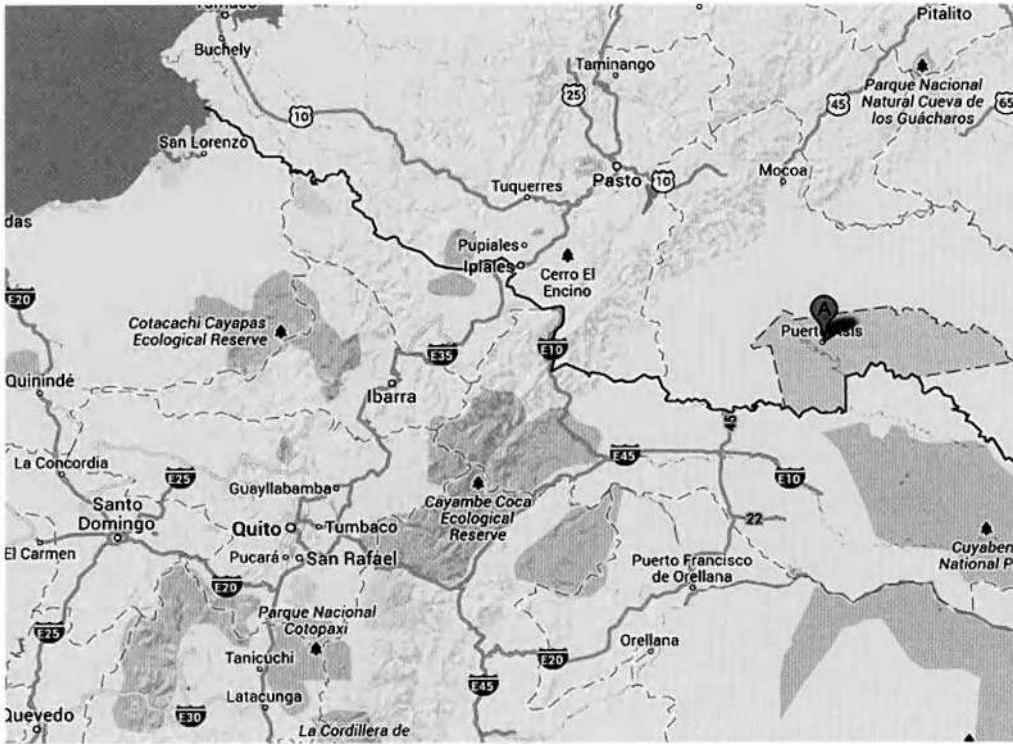 Buchely
Pitalito
Taminango
25
45
Parque Nacional
Natural Cueva de
los Guácharos
65
10
San Lorenzo
Pasto
10
Mocoa
Tuquerres
das
Pupiales
Ipiales
Cerro El
Encino
E20
Cotacachi Cayapas
Ecological Reserve
A
E35
E10
Quinindé
Ibarra
45
La Concordia
E25
Guayllabamba
E45
E10
Santo
Domingo
Cayambe Coca
Ecological
Reserve
Quito
Tumbaco
22
El Carmen
Pucará
San Rafael
Cuyaben
National P
Puerto Francisco
de Orellana
E20
Parque Nacional
Cotopaxi
E25
Orellana
E20
Tanicuchi
E45
Latacunga
E30
Quevedo
La Cordillera de